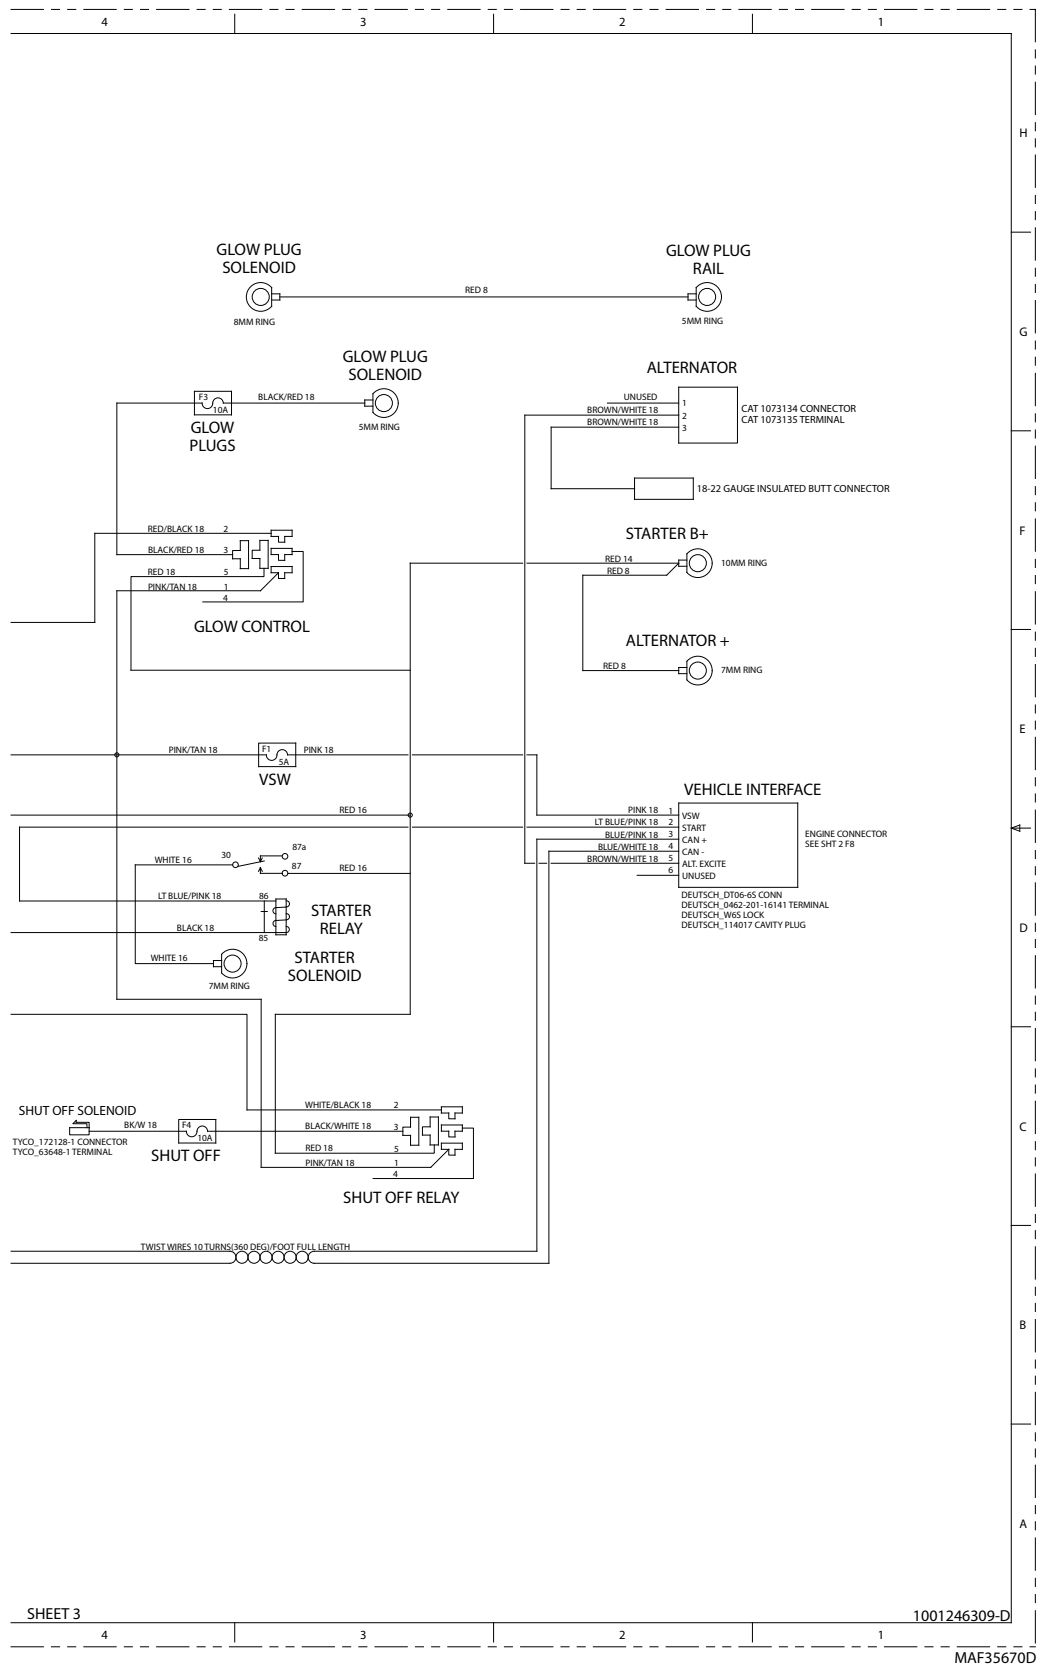 4 3 2 1
H
GLOW PLUG
SOLENOID
GLOW PLUG
RAIL
RED 8
8MM RING
5MM RING
G
GLOW PLUG
SOLENOID
ALTERNATOR
F3
10A
BLACK/RED 18
GLOW
PLUGS
5MM RING
UNUSED 1
BROWN/WHITE 18 2
BROWN/WHITE 18 3
CAT 1073134 CONNECTOR
CAT 1073135 TERMINAL
18-22 GAUGE INSULATED BUTT CONNECTOR
F
RED/BLACK 18 2
BLACK/RED 18 3
RED 18 5
PINK/TAN 18 1
4
GLOW CONTROL
STARTER B+
RED 14
RED 8
10MM RING
ALTERNATOR +
RED 8
7MM RING
E
PINK/TAN 18
F1
5A
PINK 18
VSW
RED 16
VEHICLE INTERFACE
PINK 18 1 VSW
LT BLUE/PINK 18 2 START
BLUE/PINK 18 3 CAN +
BLUE/WHITE 18 4 CAN -
BROWN/WHITE 18 5 ALT. EXCITE
6 UNUSED
ENGINE CONNECTOR
SEE SHT 2 F8
DEUTSCH_DT06-6S CONN
DEUTSCH_0462-201-16141 TERMINAL
DEUTSCH_W6S LOCK
DEUTSCH_114017 CAVITY PLUG
WHITE 16
30
87a
87
RED 16
LT BLUE/PINK 18
86
STARTER
RELAY
BLACK 18
85
D
STARTER
SOLENOID
WHITE 16
7MM RING
SHUT OFF SOLENOID
BK/W 18
TYCO_172128-1 CONNECTOR
TYCO_63648-1 TERMINAL
F4
10A
SHUT OFF
WHITE/BLACK 18 2
BLACK/WHITE 18 3
RED 18 5
PINK/TAN 18 1
4
SHUT OFF RELAY
C
TWIST WIRES 10 TURNS(360 DEG)/FOOT FULL LENGTH
B
A
SHEET 3
1001246309-D
4 3 2 1
MAF35670D